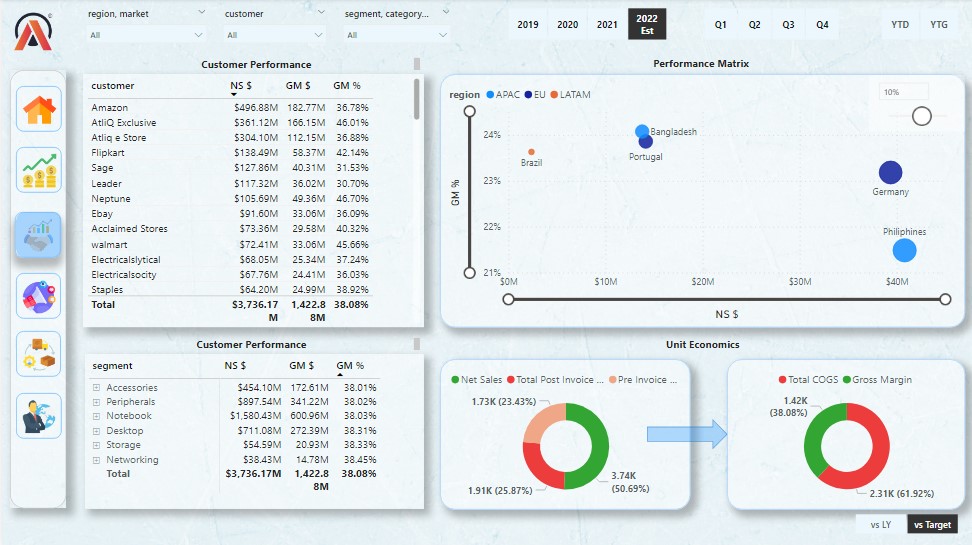 region, market
customer
segment, category...
All
All
All
2019 2020 2021 2022 Est
Q1 Q2 Q3 Q4
YTD YTG
Customer Performance
customer NS $ GM $ GM %
Amazon $496.88M 182.77M 36.78%
AtliQ Exclusive $361.12M 166.15M 46.01%
Atliq e Store $304.10M 112.15M 36.88%
Flipkart $138.49M 58.37M 42.14%
Sage $127.86M 40.31M 31.53%
Leader $117.32M 36.02M 30.70%
Neptune $105.69M 49.36M 46.70%
Ebay $91.60M 33.06M 36.09%
Acclaimed Stores $73.36M 29.58M 40.32%
walmart $72.41M 33.06M 45.66%
Electricalslytical $68.05M 25.34M 37.24%
Electricalsocity $67.76M 24.41M 36.03%
Staples $64.20M 24.99M 38.92%
Total $3,736.17M 1,422.88M 38.08%
Performance Matrix
region APAC EU LATAM
10%
24%
23%
22%
21%
GM %
Bangladesh
Portugal
Brazil
Germany
Philiphines
$0M $10M $20M $30M $40M
NS $
Customer Performance
segment NS $ GM $ GM %
Accessories $454.10M 172.61M 38.01%
Peripherals $897.54M 341.22M 38.02%
Notebook $1,580.43M 600.96M 38.03%
Desktop $711.08M 272.39M 38.31%
Storage $54.59M 20.93M 38.33%
Networking $38.43M 14.78M 38.45%
Total $3,736.17M 1,422.88M 38.08%
Unit Economics
Net Sales Total Post Invoice ... Pre Invoice ...
1.73K (23.43%)
1.91K (25.87%)
3.74K
(50.69%)
Total COGS Gross Margin
1.42K
(38.08%)
2.31K (61.92%)
vs LY vs Target